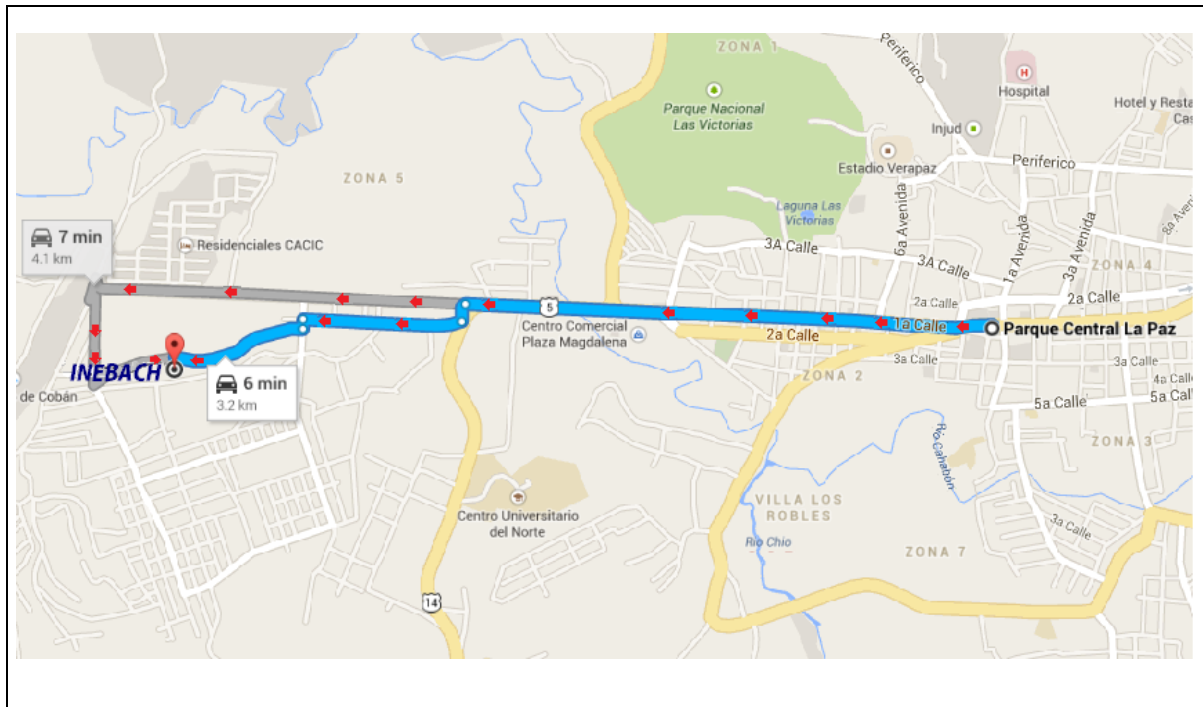 ZONA 1
Periferico
Hospital
Parque Nacional
Las Victorias
Injud
Hotel y Resta
Cas
Estadio Verapaz
Periferico
ZONA 5
Laguna Las
Victorias
6a Avenida
1a Avenida
3a Avenida
8a Aveni
7 min
4.1 km
Residenciales CACIC
3A Calle
3A Calle
ZONA 4
2a Calle
2a Calle
5
Centro Comercial
Plaza Magdalena
1a Calle
Parque Central La Paz
2a Calle
3a Calle
3a Calle
INEBACH
6 min
3.2 km
de Cobán
ZONA 2
4a Calle
5a Calle
5a Cal
Río Cahabón
ZONA 3
Centro Universitario
del Norte
VILLA LOS
ROBLES
Rio Chio
3a Calle
ZONA 7
14